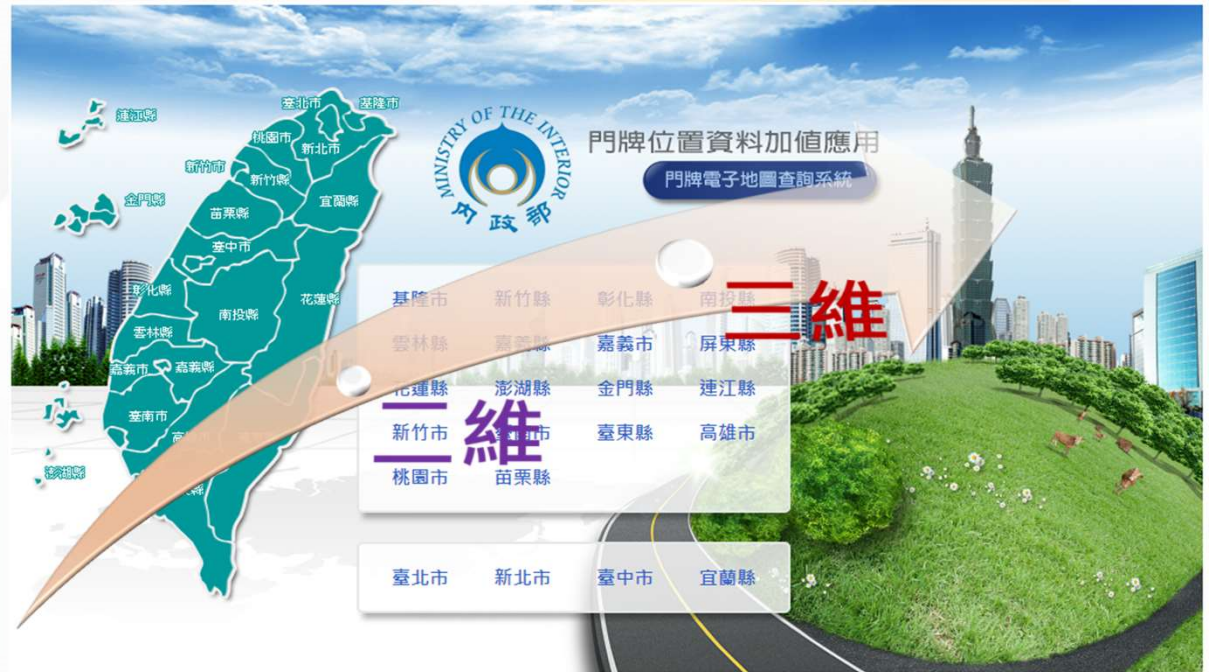 連江縣
臺北市
基隆市
桃園市
新北市
新竹市
新竹縣
金門縣
宜蘭縣
苗栗縣
臺中市
彰化縣
花蓮縣
南投縣
雲林縣
嘉義市
嘉義縣
臺南市
澎湖縣
MINISTRY OF THE INTERIOR
內政部
門牌位置資料加值應用
門牌電子地圖查詢系統
基隆市 新竹縣 彰化縣 南投縣
三維
雲林縣 嘉義縣 嘉義市 屏東縣
花蓮縣 澎湖縣 金門縣 連江縣
二維
新竹市 臺東縣 高雄市
桃園市 苗栗縣
臺北市 新北市 臺中市 宜蘭縣